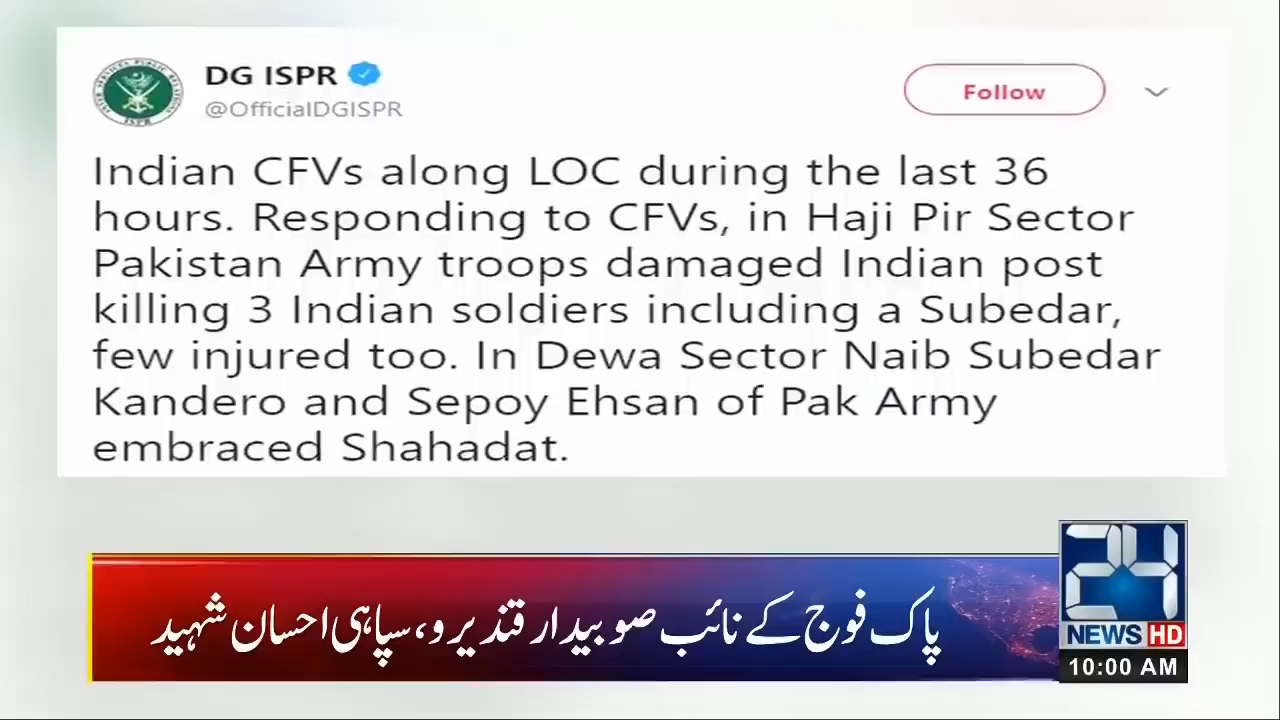 DG ISPR
@OfficialDGISPR
Follow
Indian CFVs along LOC during the last 36
hours. Responding to CFVs, in Haji Pir Sector
Pakistan Army troops damaged Indian post
killing 3 Indian soldiers including a Subedar,
few injured too. In Dewa Sector Naib Subedar
Kandero and Sepoy Ehsan of Pak Army
embraced Shahadat.
پاک فوج کے نائب صوبیدار قندیرو، سپاہی احسان شہید
24
NEWS HD
10:00 AM